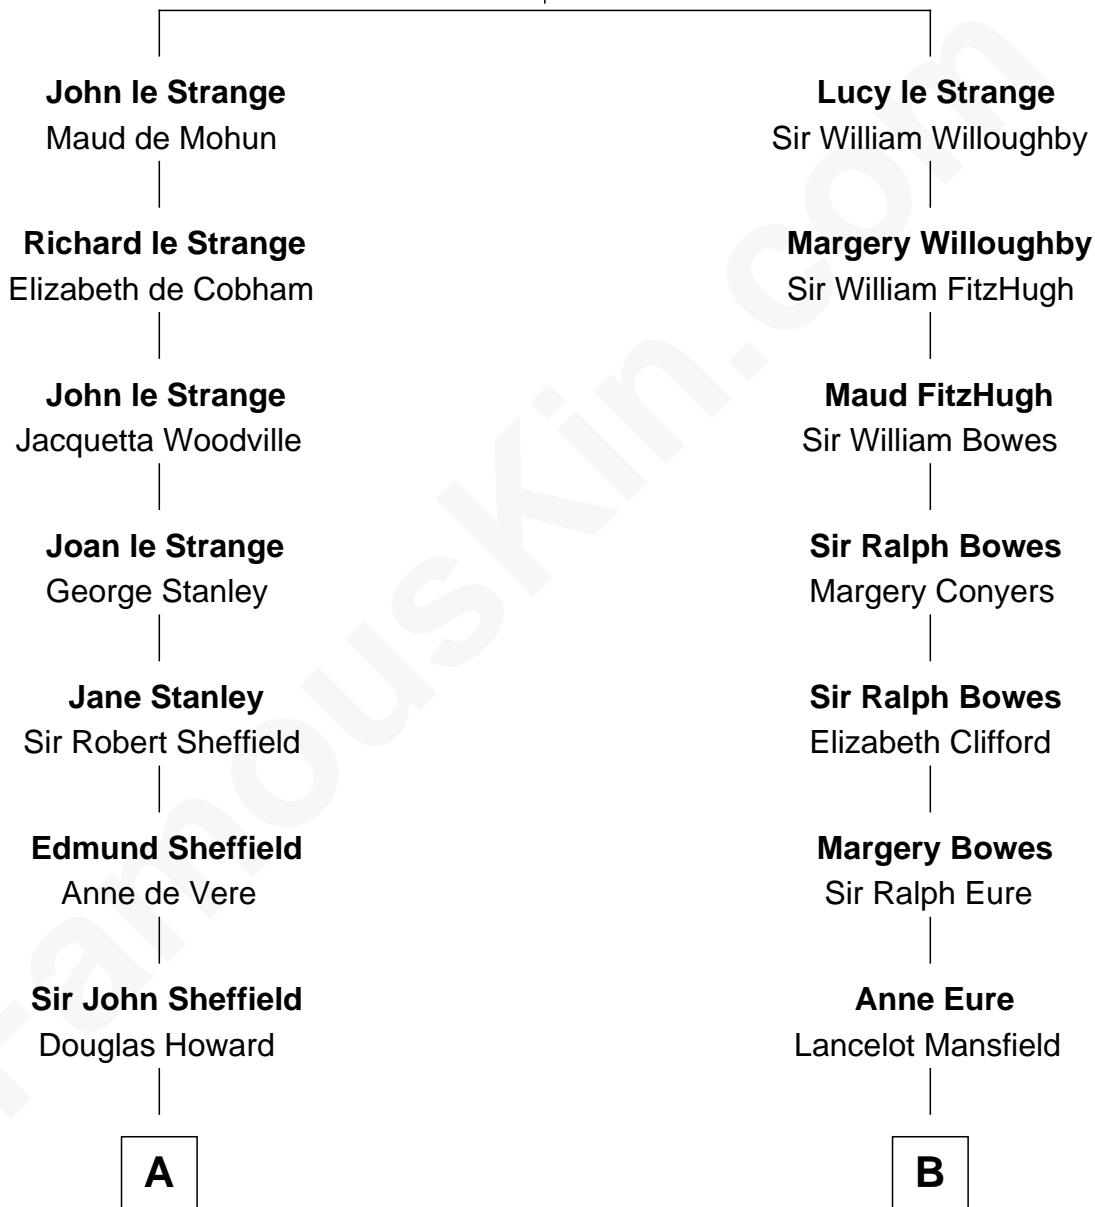 John le Strange
Maud de Mohun
Richard le Strange
Elizabeth de Cobham
John le Strange
Jacquetta Woodville
Joan le Strange
George Stanley
Jane Stanley
Sir Robert Sheffield
Edmund Sheffield
Anne de Vere
Sir John Sheffield
Douglas Howard
A
Lucy le Strange
Sir William Willoughby
Margery Willoughby
Sir William FitzHugh
Maud FitzHugh
Sir William Bowes
Sir Ralph Bowes
Margery Conyers
Sir Ralph Bowes
Elizabeth Clifford
Margery Bowes
Sir Ralph Eure
Anne Eure
Lancelot Mansfield
B
FamousKin.com